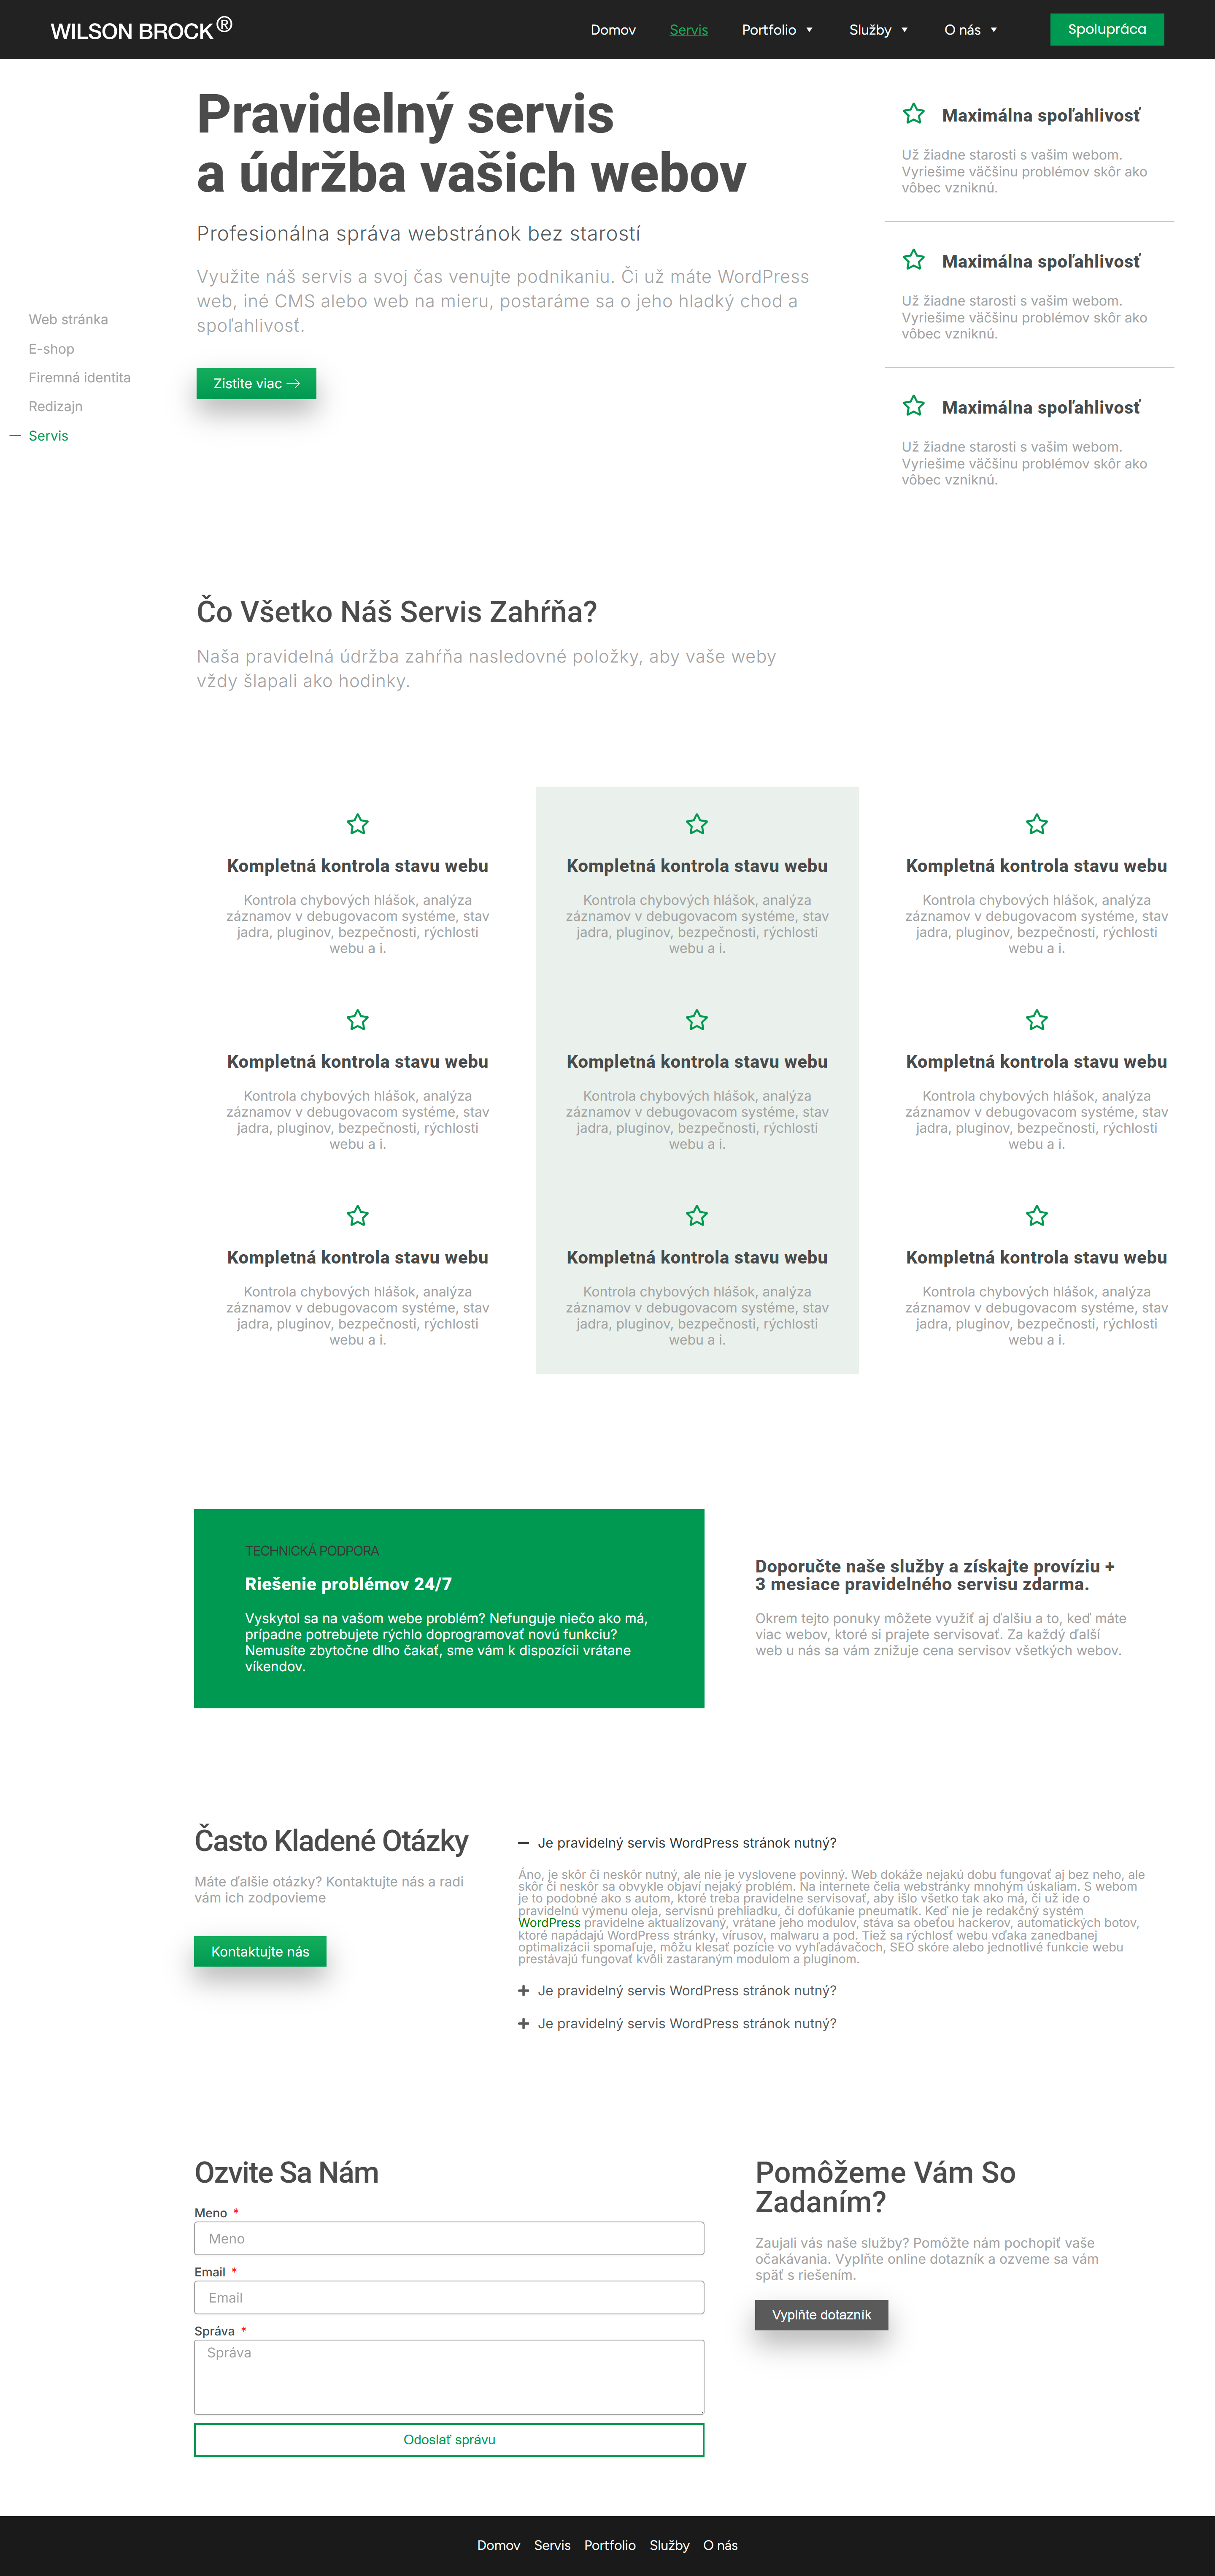 WILSON BROCK®
Domov Servis Portfolio Služby O nás Spolupráca
Pravidelný servis
a údržba vašich webov
Profesionálna správa webstránok bez starostí
Využite náš servis a svoj čas venujte podnikaniu. Či už máte WordPress
web, iné CMS alebo web na mieru, postaráme sa o jeho hladký chod a
spoľahlivosť.
Zistite viac →
Web stránka
E-shop
Firemná identita
Redizajn
Servis
Maximálna spoľahlivosť
Už žiadne starosti s vašim webom.
Vyriešime väčšinu problémov skôr ako
vôbec vzniknú.
Maximálna spoľahlivosť
Už žiadne starosti s vašim webom.
Vyriešime väčšinu problémov skôr ako
vôbec vzniknú.
Maximálna spoľahlivosť
Už žiadne starosti s vašim webom.
Vyriešime väčšinu problémov skôr ako
vôbec vzniknú.
Čo Všetko Náš Servis Zahŕňa?
Naša pravidelná údržba zahŕňa nasledovné položky, aby vaše weby
vždy šlapali ako hodinky.
Kompletná kontrola stavu webu
Kontrola chybových hlášok, analýza
záznamov v debugovacom systéme, stav
jadra, pluginov, bezpečnosti, rýchlosti
webu a i.
Kompletná kontrola stavu webu
Kontrola chybových hlášok, analýza
záznamov v debugovacom systéme, stav
jadra, pluginov, bezpečnosti, rýchlosti
webu a i.
Kompletná kontrola stavu webu
Kontrola chybových hlášok, analýza
záznamov v debugovacom systéme, stav
jadra, pluginov, bezpečnosti, rýchlosti
webu a i.
Kompletná kontrola stavu webu
Kontrola chybových hlášok, analýza
záznamov v debugovacom systéme, stav
jadra, pluginov, bezpečnosti, rýchlosti
webu a i.
Kompletná kontrola stavu webu
Kontrola chybových hlášok, analýza
záznamov v debugovacom systéme, stav
jadra, pluginov, bezpečnosti, rýchlosti
webu a i.
Kompletná kontrola stavu webu
Kontrola chybových hlášok, analýza
záznamov v debugovacom systéme, stav
jadra, pluginov, bezpečnosti, rýchlosti
webu a i.
Kompletná kontrola stavu webu
Kontrola chybových hlášok, analýza
záznamov v debugovacom systéme, stav
jadra, pluginov, bezpečnosti, rýchlosti
webu a i.
Kompletná kontrola stavu webu
Kontrola chybových hlášok, analýza
záznamov v debugovacom systéme, stav
jadra, pluginov, bezpečnosti, rýchlosti
webu a i.
Kompletná kontrola stavu webu
Kontrola chybových hlášok, analýza
záznamov v debugovacom systéme, stav
jadra, pluginov, bezpečnosti, rýchlosti
webu a i.
TECHNICKÁ PODPORA
Riešenie problémov 24/7
Vyskytol sa na vašom webe problém? Nefunguje niečo ako má,
prípadne potrebujete rýchlo doprogramovať novú funkciu?
Nemusíte zbytočne dlho čakať, sme vám k dispozícii vrátane
víkendov.
Doporučte naše služby a získajte províziu +
3 mesiace pravidelného servisu zdarma.
Okrem tejto ponuky môžete využiť aj ďalšiu a to, keď máte
viac webov, ktoré si prajete servisovať. Za každý ďalší
web u nás sa vám znižuje cena servisov všetkých webov.
Často Kladené Otázky
Máte ďalšie otázky? Kontaktujte nás a radi
vám ich zodpovieme
Kontaktujte nás
Je pravidelný servis WordPress stránok nutný?
Áno, je skôr či neskôr nutný, ale nie je vyslovene povinný. Web dokáže nejakú dobu fungovať aj bez neho, ale
skôr či neskôr sa obvykle objaví nejaký problém. Na internete čelia webstránky mnohým úskaliam. S webom
je to podobné ako s autom, ktoré treba pravidelne servisovať, aby išlo všetko tak ako má, či už ide o
pravidelnú výmenu oleja, servisnú prehliadku, či dofúkanie pneumatík. Keď nie je redakčný systém
WordPress pravidelne aktualizovaný, vrátane jeho modulov, stáva sa obeťou hackerov, automatických botov,
ktoré napádajú WordPress stránky, vírusov, malwaru a pod. Tiež sa rýchlosť webu vďaka zanedbanej
optimalizácii spomaľuje, môžu klesať pozície vo vyhľadávačoch, SEO skóre alebo jednotlivé funkcie webu
prestávajú fungovať kvôli zastaraným modulom a pluginom.
Je pravidelný servis WordPress stránok nutný?
Je pravidelný servis WordPress stránok nutný?
Ozvite Sa Nám
Meno *
Meno
Email *
Email
Správa *
Správa
Odoslať správu
Pomôžeme Vám So
Zadaním?
Zaujali vás naše služby? Pomôžte nám pochopiť vaše
očakávania. Vyplňte online dotazník a ozveme sa vám
späť s riešením.
Vyplňte dotazník
Domov Servis Portfolio Služby O nás